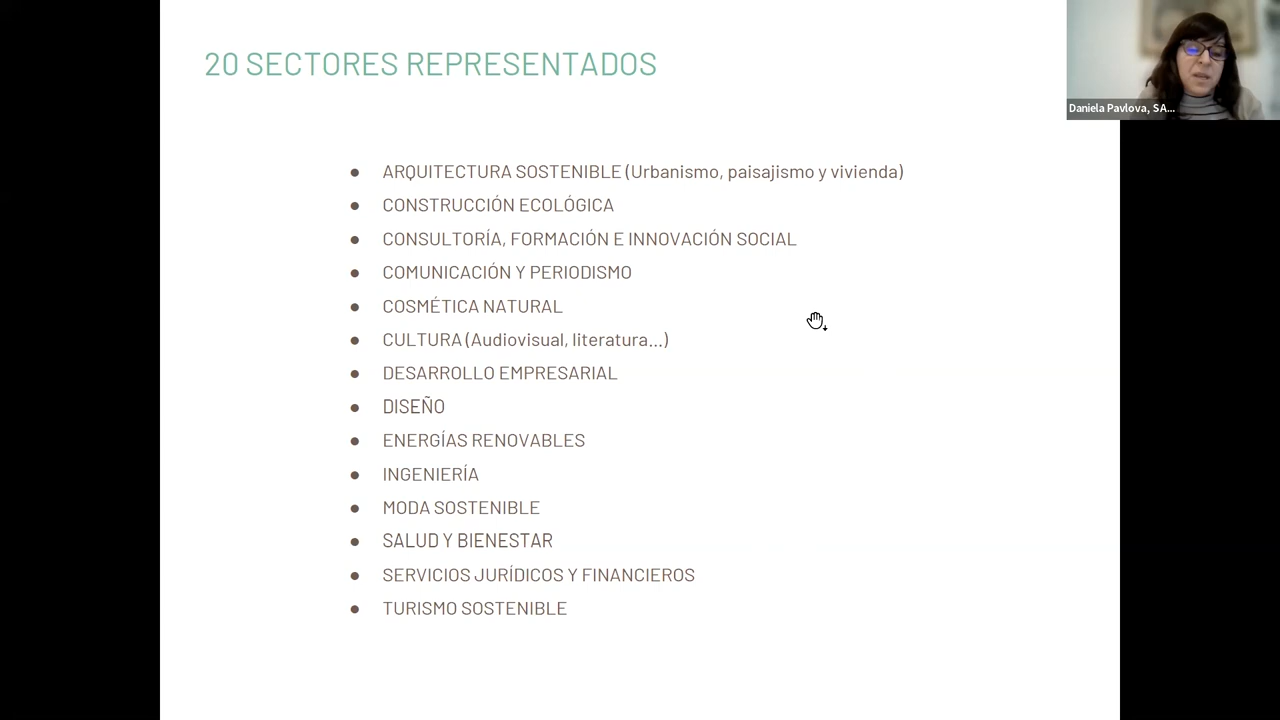 20 SECTORES REPRESENTADOS
Daniela Pavlova, SA...
● ARQUITECTURA SOSTENIBLE (Urbanismo, paisajismo y vivienda)
● CONSTRUCCIÓN ECOLÓGICA
● CONSULTORÍA, FORMACIÓN E INNOVACIÓN SOCIAL
● COMUNICACIÓN Y PERIODISMO
● COSMÉTICA NATURAL
● CULTURA (Audiovisual, literatura...)
● DESARROLLO EMPRESARIAL
● DISEÑO
● ENERGÍAS RENOVABLES
● INGENIERÍA
● MODA SOSTENIBLE
● SALUD Y BIENESTAR
● SERVICIOS JURÍDICOS Y FINANCIEROS
● TURISMO SOSTENIBLE